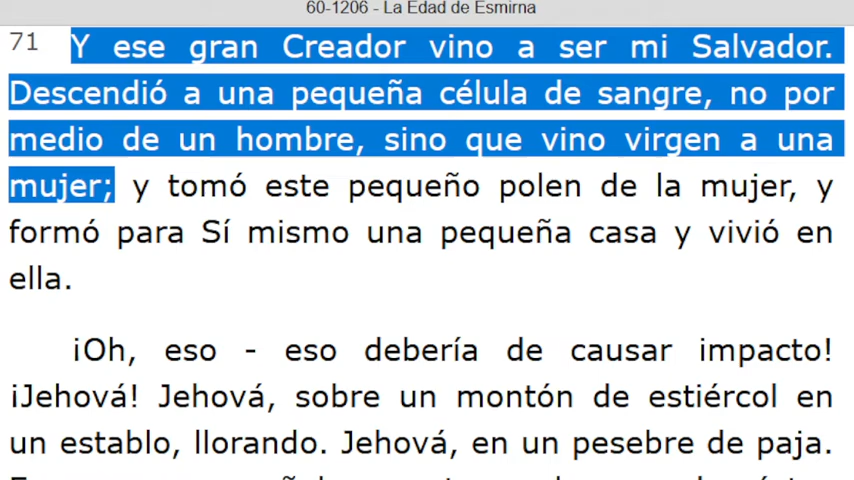 60-1206 - La Edad de Esmirna
71 Y ese gran Creador vino a ser mi Salvador.
Descendió a una pequeña célula de sangre, no por
medio de un hombre, sino que vino virgen a una
mujer; y tomó este pequeño polen de la mujer, y
formó para Sí mismo una pequeña casa y vivió en
ella.
¡Oh, eso - eso debería de causar impacto!
¡Jehová! Jehová, sobre un montón de estiércol en
un establo, llorando. Jehová, en un pesebre de paja.